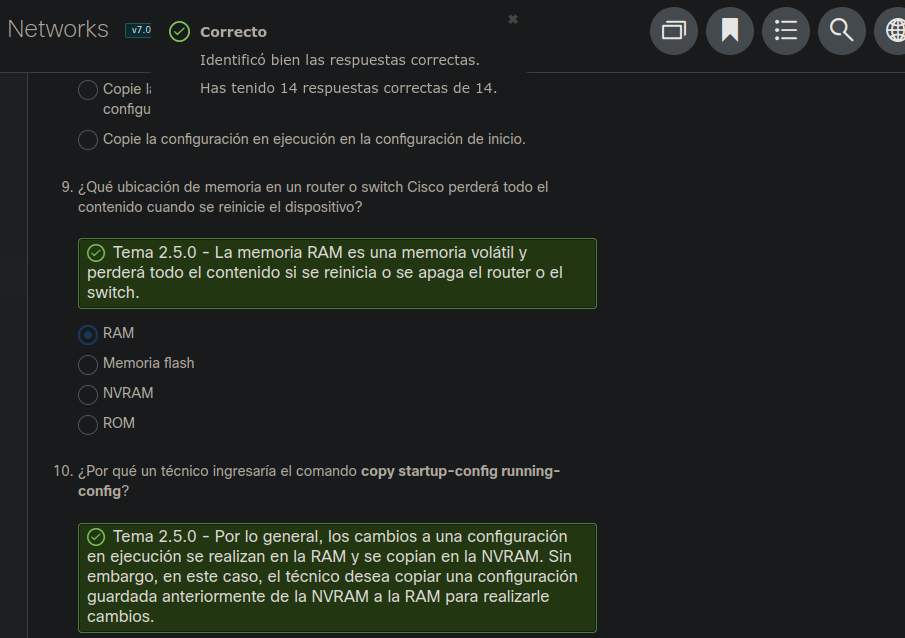 Networks
v7.0
Correcto
Identificó bien las respuestas correctas.
Has tenido 14 respuestas correctas de 14.
Copie
configu
Copie la configuración en ejecución en la configuración de inicio.
9. ¿Qué ubicación de memoria en un router o switch Cisco perderá todo el
contenido cuando se reinicie el dispositivo?
Tema 2.5.0 - La memoria RAM es una memoria volátil y
perderá todo el contenido si se reinicia o se apaga el router o el
switch.
RAM
Memoria flash
NVRAM
ROM
10. ¿Por qué un técnico ingresaría el comando copy startup-config running-
config?
Tema 2.5.0 - Por lo general, los cambios a una configuración
en ejecución se realizan en la RAM y se copian en la NVRAM. Sin
embargo, en este caso, el técnico desea copiar una configuración
guardada anteriormente de la NVRAM a la RAM para realizarle
cambios.